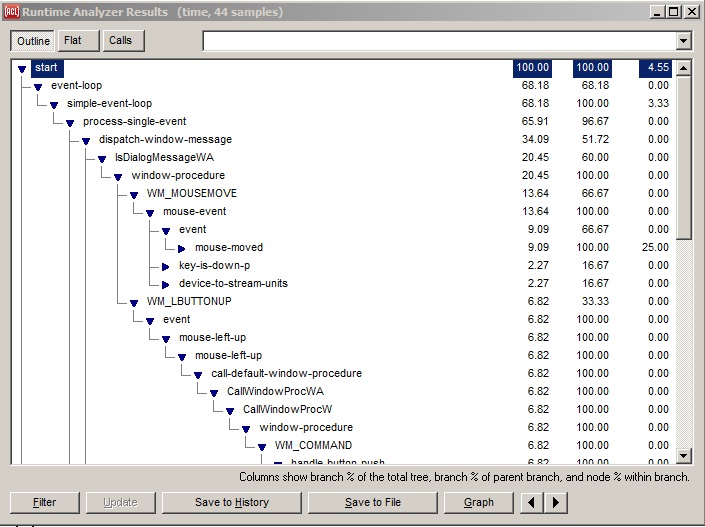 ACL Runtime Analyzer Results (time, 44 samples)
Outline Flat Calls
start 100.00 100.00 4.55
event-loop 68.18 68.18 0.00
simple-event-loop 68.18 100.00 3.33
process-single-event 65.91 96.67 0.00
dispatch-window-message 34.09 51.72 0.00
IsDialogMessageWA 20.45 60.00 0.00
window-procedure 20.45 100.00 0.00
WM_MOUSEMOVE 13.64 66.67 0.00
mouse-event 13.64 100.00 0.00
event 9.09 66.67 0.00
mouse-moved 9.09 100.00 25.00
key-is-down-p 2.27 16.67 0.00
device-to-stream-units 2.27 16.67 0.00
WM_LBUTTONUP 6.82 33.33 0.00
event 6.82 100.00 0.00
mouse-left-up 6.82 100.00 0.00
mouse-left-up 6.82 100.00 0.00
call-default-window-procedure 6.82 100.00 0.00
CallWindowProcWA 6.82 100.00 0.00
CallWindowProcW 6.82 100.00 0.00
window-procedure 6.82 100.00 0.00
WM_COMMAND 6.82 100.00 0.00
handle-button-push 6.82 100.00 0.00
Columns show branch % of the total tree, branch % of parent branch, and node % within branch.
Filter Update Save to History Save to File Graph